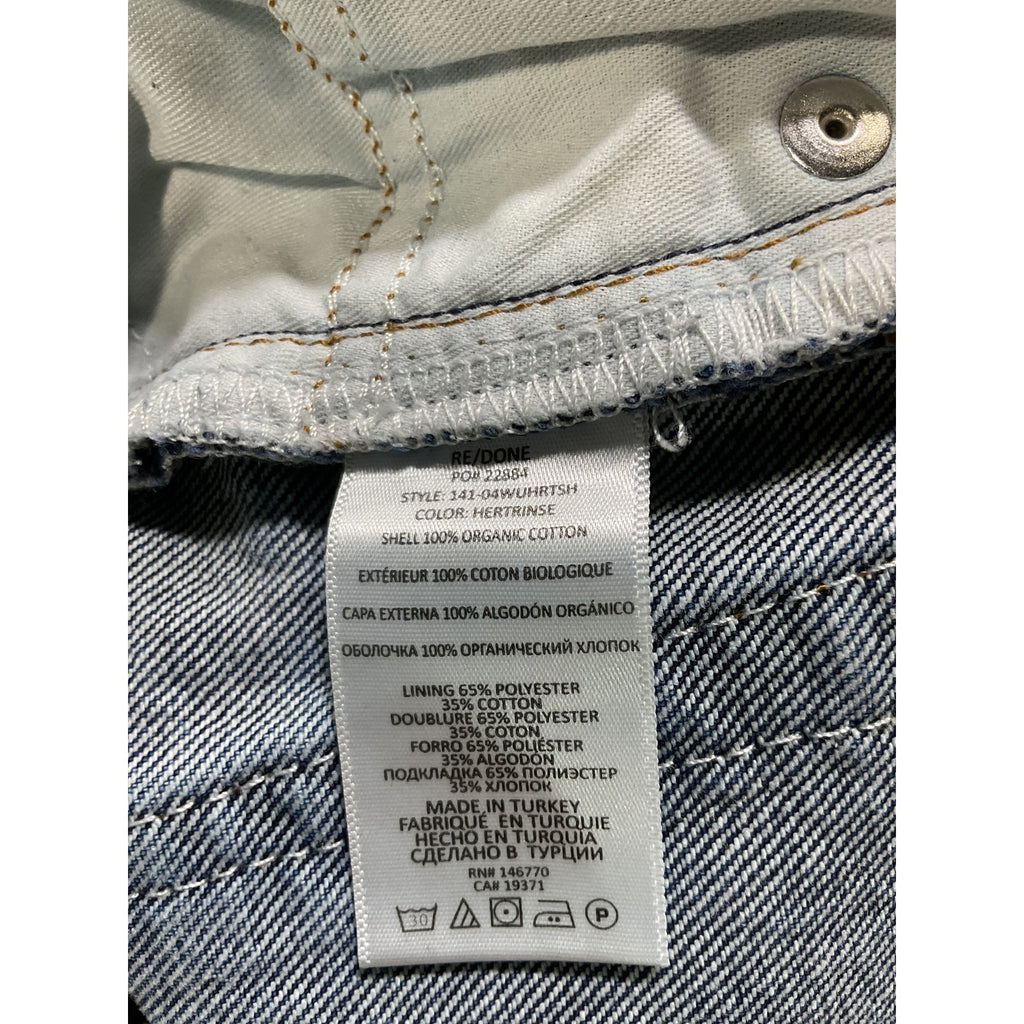 RE/DONE
PO# 22884
STYLE: 141-04WUHRTSH
COLOR: HERTRINSE
SHELL 100% ORGANIC COTTON
EXTÉRIEUR 100% COTON BIOLOGIQUE
CAPA EXTERNA 100% ALGODÓN ORGÁNICO
ОБОЛОЧКА 100% ОРГАНИЧЕСКИЙ ХЛОПОК
LINING 65% POLYESTER
35% COTTON
DOUBLURE 65% POLYESTER
35% COTON
FORRO 65% POLIÉSTER
35% ALGODÓN
ПОДКЛАДКА 65% ПОЛИЭСТЕР
35% ХЛОПОК
MADE IN TURKEY
FABRIQUÉ EN TURQUIE
HECHO EN TURQUÍA
СДЕЛАНО В ТУРЦИИ
RN# 146770
CA# 19371
30 P